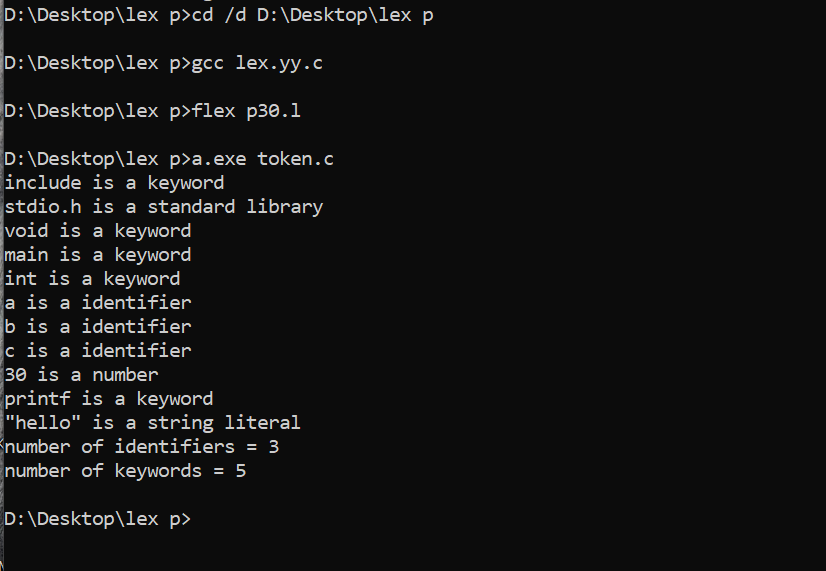 D:\Desktop\lex p>cd /d D:\Desktop\lex p
D:\Desktop\lex p>gcc lex.yy.c
D:\Desktop\lex p>flex p30.l
D:\Desktop\lex p>a.exe token.c
include is a keyword
stdio.h is a standard library
void is a keyword
main is a keyword
int is a keyword
a is a identifier
b is a identifier
c is a identifier
30 is a number
printf is a keyword
"hello" is a string literal
number of identifiers = 3
number of keywords = 5
D:\Desktop\lex p>